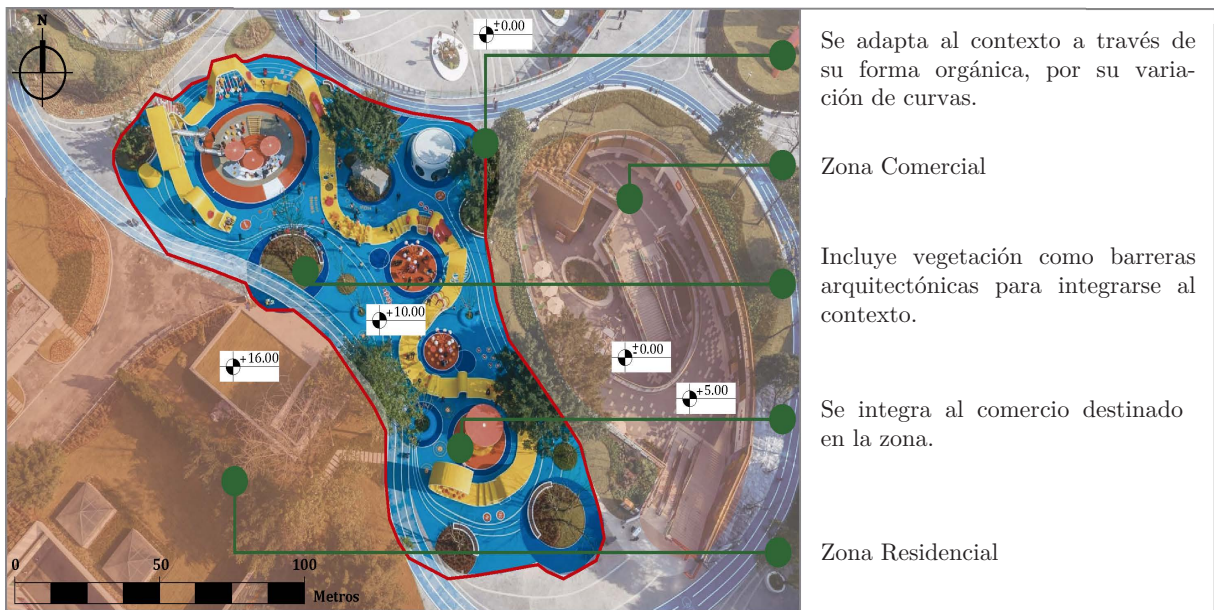 N
±0.00
+10.00
+16.00
±0.00
+5.00
0
50
100
Metros
Se adapta al contexto a través de
su forma orgánica, por su varia-
ción de curvas.
Zona Comercial
Incluye vegetación como barreras
arquitectónicas para integrarse al
contexto.
Se integra al comercio destinado
en la zona.
Zona Residencial